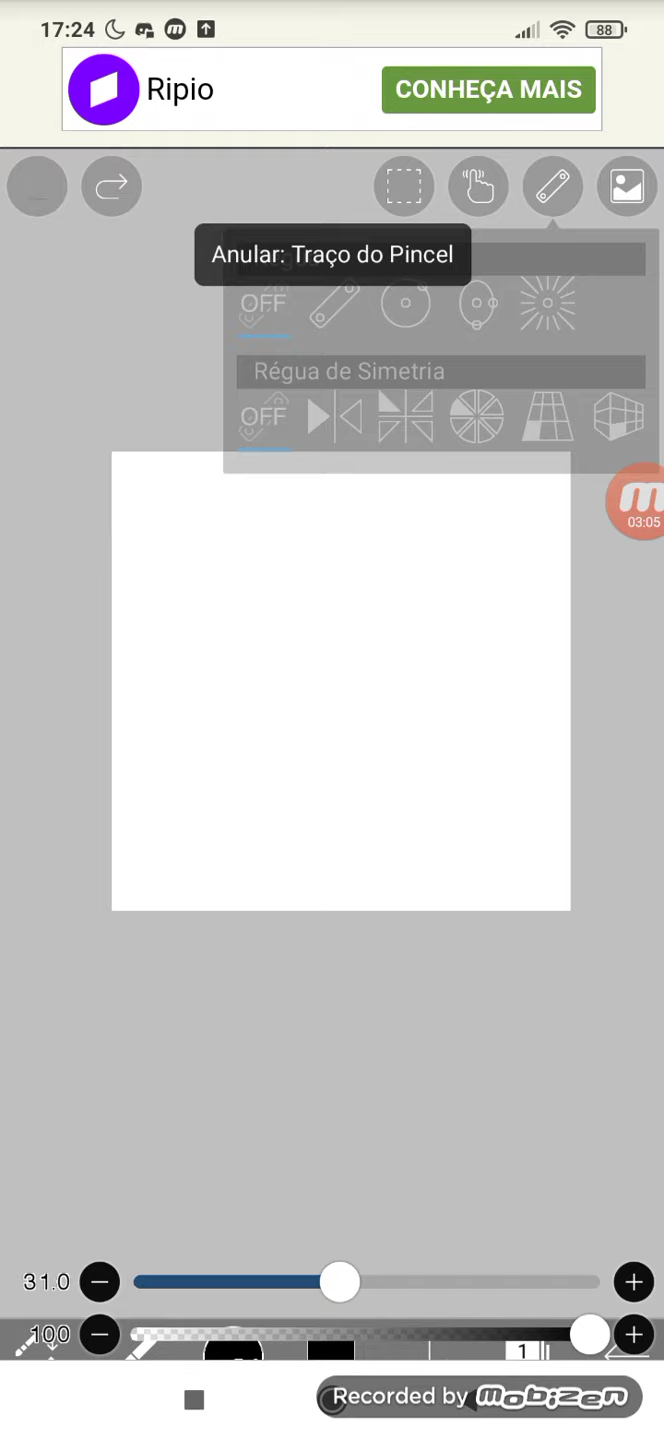 17:24
88
Ripio
CONHEÇA MAIS
Anular: Traço do Pincel
OFF
Régua de Simetria
OFF
03:05
31.0
100
1
Recorded by mobizen